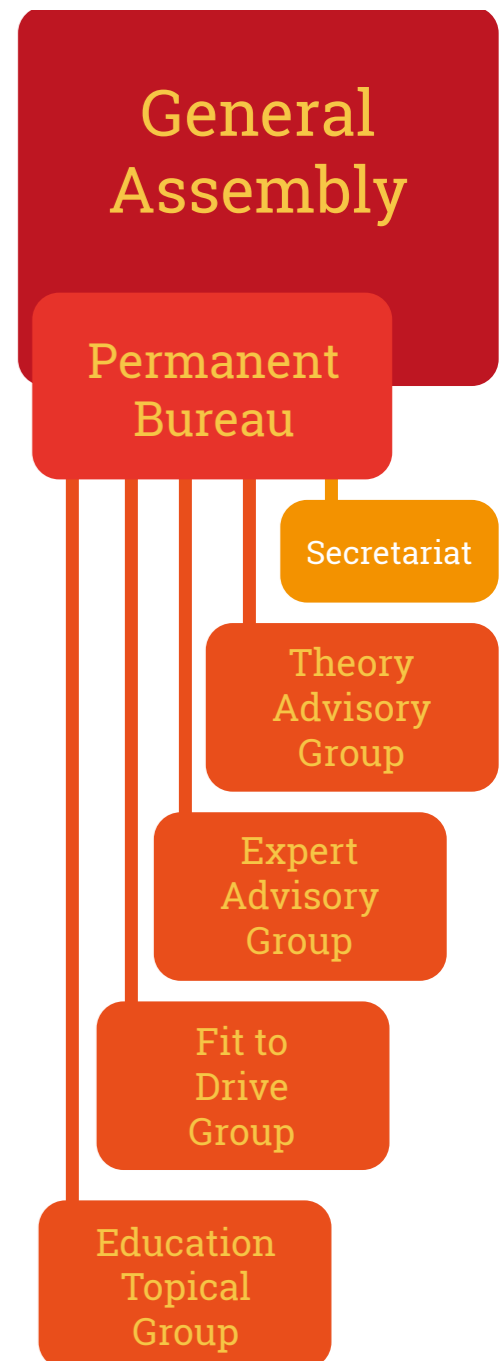 General
Assembly
Permanent
Bureau
Secretariat
Theory
Advisory
Group
Expert
Advisory
Group
Fit to
Drive
Group
Education
Topical
Group